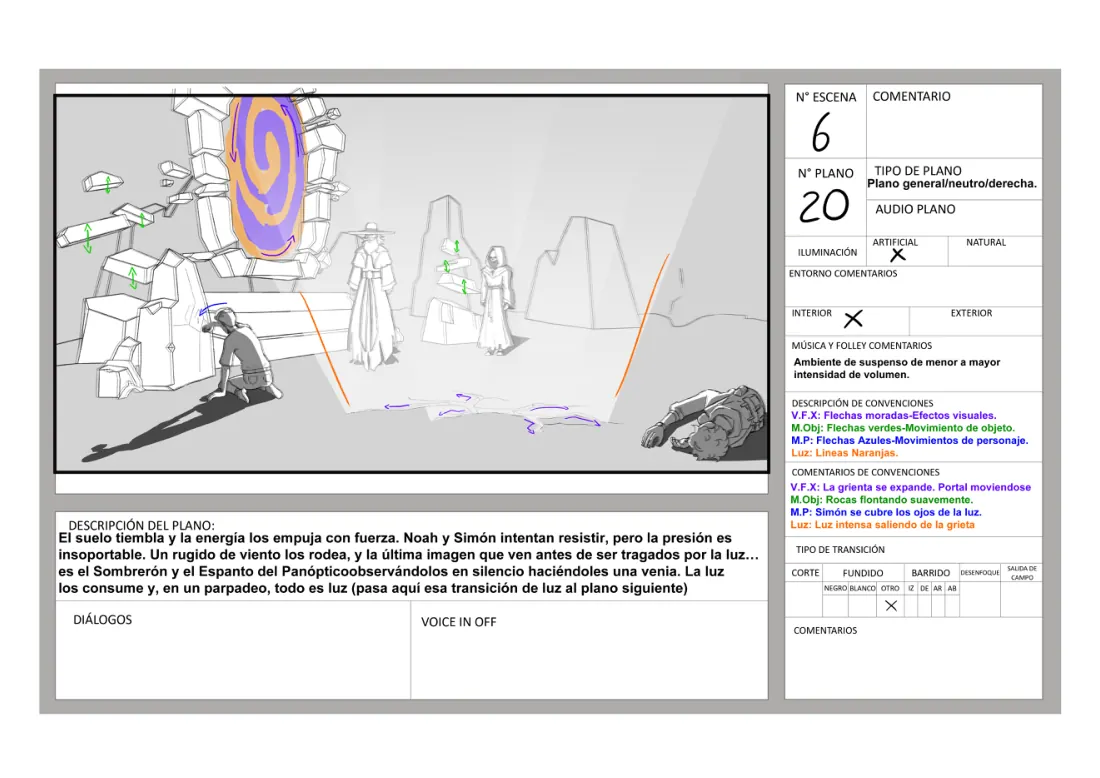 N° ESCENA
6
COMENTARIO
N° PLANO
20
TIPO DE PLANO
Plano general/neutro/derecha.
AUDIO PLANO
ILUMINACIÓN
ARTIFICIAL
X
NATURAL
ENTORNO COMENTARIOS
INTERIOR X
EXTERIOR
MÚSICA Y FOLLEY COMENTARIOS
Ambiente de suspenso de menor a mayor
intensidad de volumen.
DESCRIPCIÓN DE CONVENCIONES
V.F.X: Flechas moradas-Efectos visuales.
M.Obj: Flechas verdes-Movimiento de objeto.
M.P: Flechas Azules-Movimientos de personaje.
Luz: Lineas Naranjas.
COMENTARIOS DE CONVENCIONES
V.F.X: La grienta se expande. Portal moviendose
M.Obj: Rocas flontando suavemente.
M.P: Simón se cubre los ojos de la luz.
Luz: Luz intensa saliendo de la grieta
TIPO DE TRANSICIÓN
CORTE
FUNDIDO
BARRIDO
DESENFOQUE
SALIDA DE
CAMPO
NEGRO BLANCO OTRO IZ DE AR AB
X
COMENTARIOS
DESCRIPCIÓN DEL PLANO:
El suelo tiembla y la energía los empuja con fuerza. Noah y Simón intentan resistir, pero la presión es
insoportable. Un rugido de viento los rodea, y la última imagen que ven antes de ser tragados por la luz…
es el Sombrerón y el Espanto del Panópticoobservándolos en silencio haciéndoles una venia. La luz
los consume y, en un parpadeo, todo es luz (pasa aquí esa transición de luz al plano siguiente)
DIÁLOGOS
VOICE IN OFF